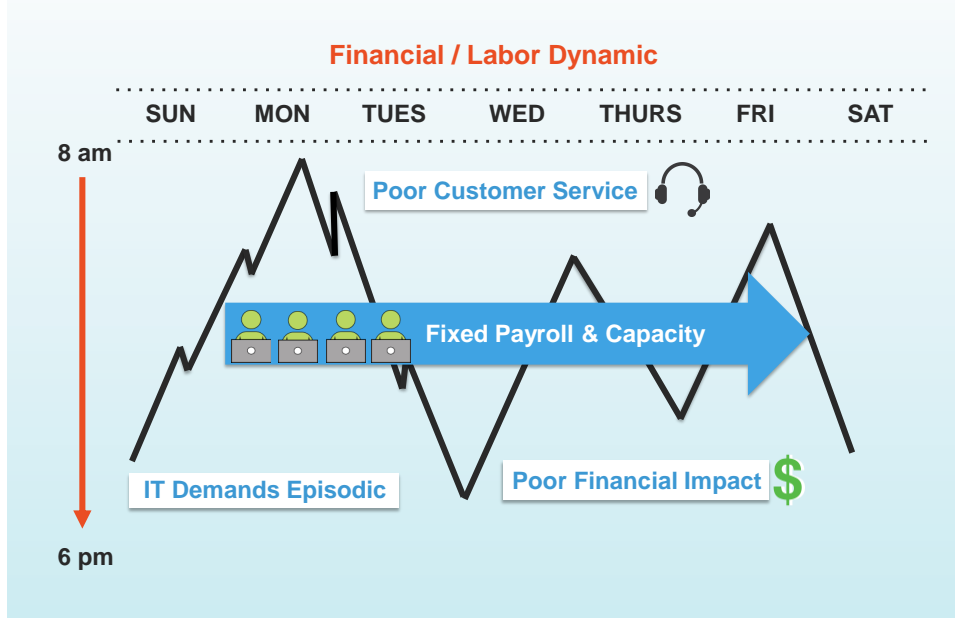 Financial / Labor Dynamic
SUN MON TUES WED THURS FRI SAT
8 am
Poor Customer Service
Fixed Payroll & Capacity
IT Demands Episodic
Poor Financial Impact $
6 pm